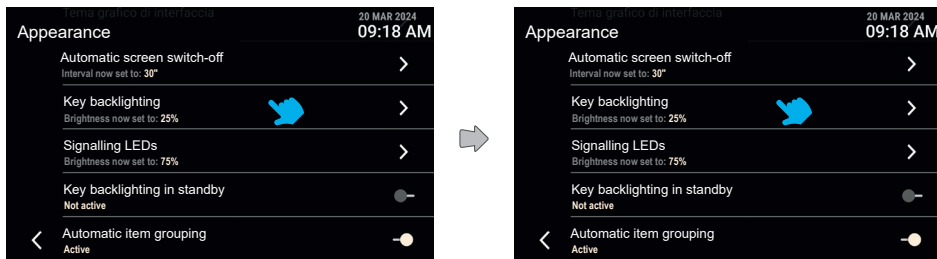 Tema grafico di interfaccia
20 MAR 2024
Appearance
09:18 AM
Automatic screen switch-off
Interval now set to: 30"
Key backlighting
Brightness now set to: 25%
Signalling LEDs
Brightness now set to: 75%
Key backlighting in standby
Not active
Automatic item grouping
Active
Tema grafico di interfaccia
20 MAR 2024
Appearance
09:18 AM
Automatic screen switch-off
Interval now set to: 30"
Key backlighting
Brightness now set to: 25%
Signalling LEDs
Brightness now set to: 75%
Key backlighting in standby
Not active
Automatic item grouping
Active